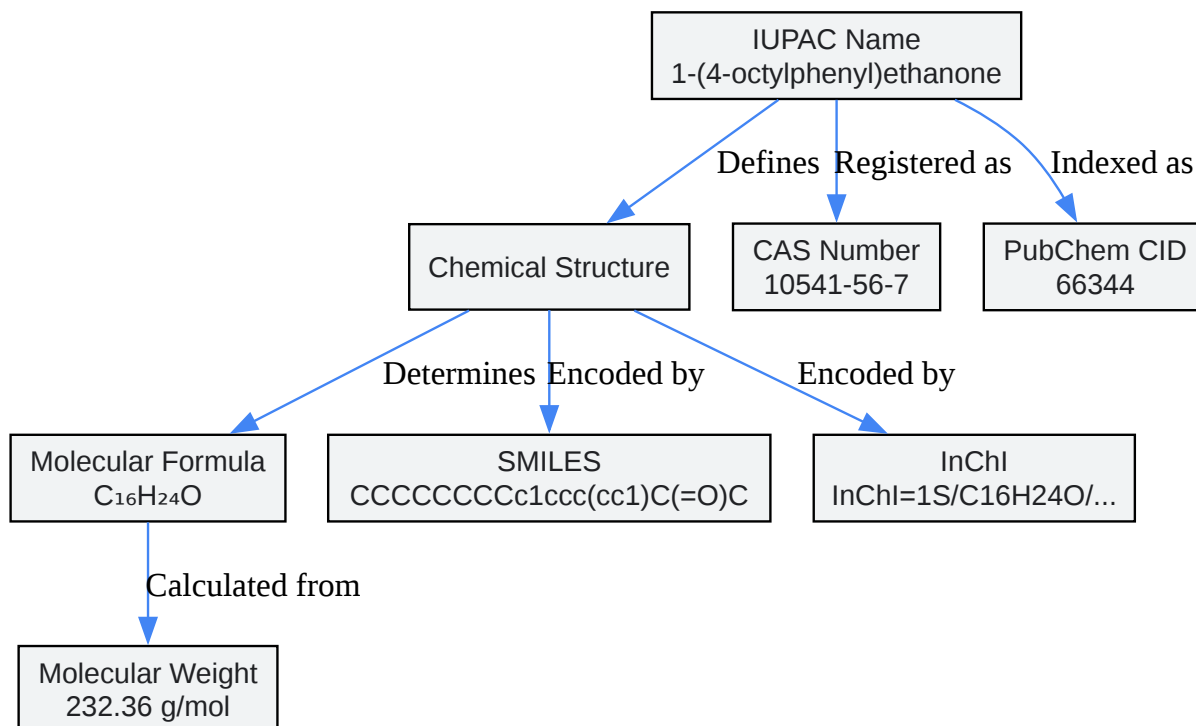 IUPAC Name
1-(4-octylphenyl)ethanone
Defines
Registered as
Indexed as
Chemical Structure
CAS Number
10541-56-7
PubChem CID
66344
Determines
Encoded by
Encoded by
Molecular Formula
C₁₆H₂₄O
SMILES
CCCCCCCCc1ccc(cc1)C(=O)C
InChI
InChI=1S/C16H24O/...
Calculated from
Molecular Weight
232.36 g/mol